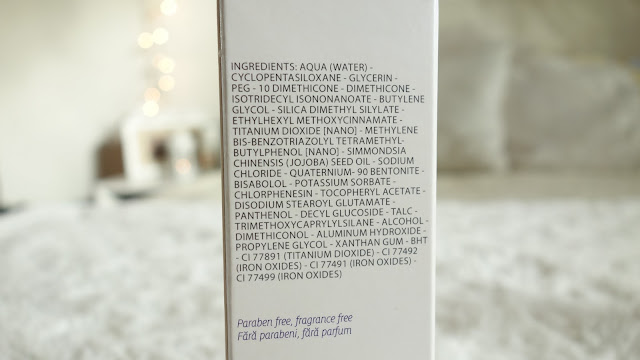 INGREDIENTS: AQUA (WATER) -
CYCLOPENTASILOXANE - GLYCERIN -
PEG - 10 DIMETHICONE - DIMETHICONE -
ISOTRIDECYL ISONONANOATE - BUTYLENE
GLYCOL - SILICA DIMETHYL SILYLATE -
ETHYLHEXYL METHOXYCINNAMATE -
TITANIUM DIOXIDE [NANO] - METHYLENE
BIS-BENZOTRIAZOLYL TETRAMETHYL-
BUTYLPHENOL [NANO] - SIMMONDSIA
CHINENSIS (JOJOBA) SEED OIL - SODIUM
CHLORIDE - QUATERNIUM- 90 BENTONITE -
BISABOLOL - POTASSIUM SORBATE -
CHLORPHENESIN - TOCOPHERYL ACETATE -
DISODIUM STEAROYL GLUTAMATE -
PANTHENOL - DECYL GLUCOSIDE - TALC -
TRIMETHOXYCAPRYLYLSILANE - ALCOHOL -
DIMETHICONOL - ALUMINUM HYDROXIDE -
PROPYLENE GLYCOL - XANTHAN GUM - BHT
- CI 77891 (TITANIUM DIOXIDE) - CI 77492
(IRON OXIDES) - CI 77491 (IRON OXIDES) -
CI 77499 (IRON OXIDES)
Paraben free, fragrance free
Fără parabeni, fără parfum